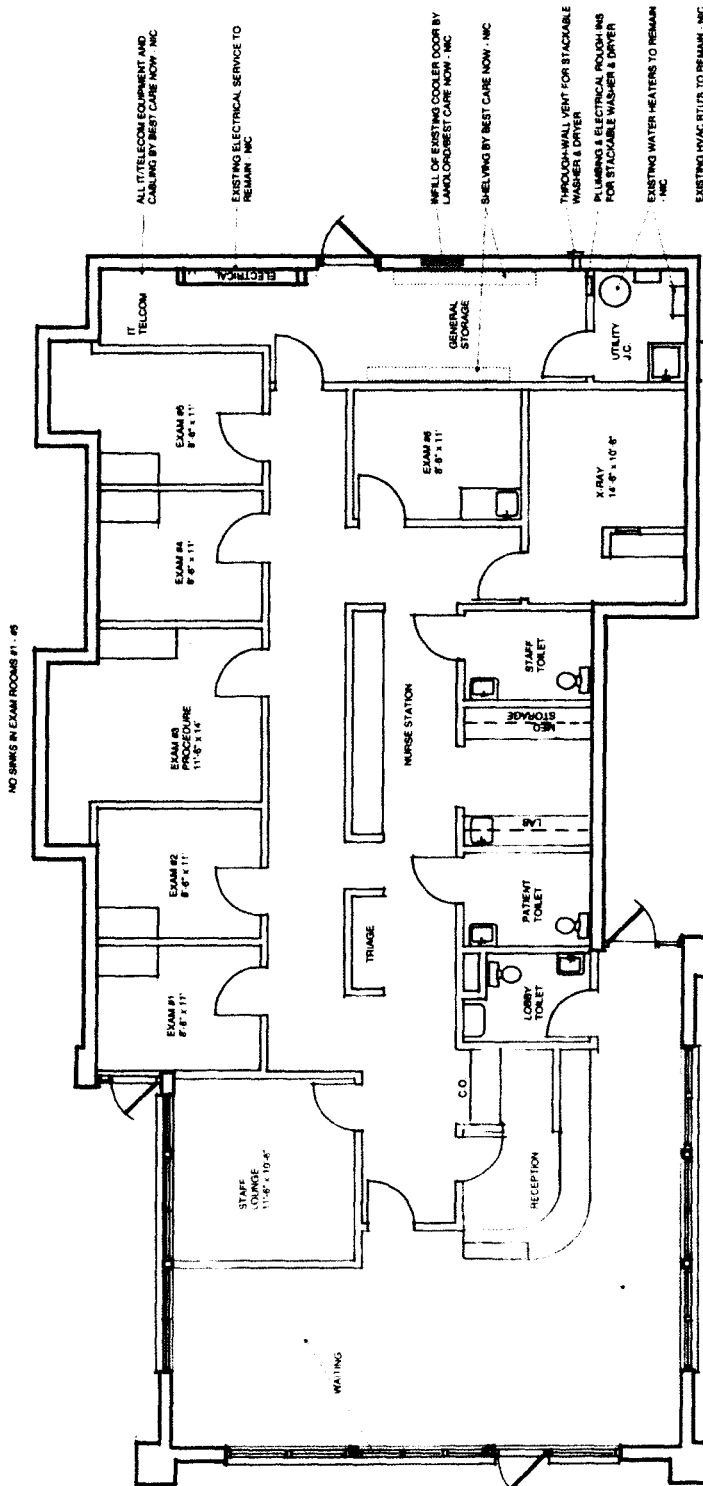 NO SINKS IN EXAM ROOMS #1 - #5
ALL IT/TELECOM EQUIPMENT AND
CABLING BY BEST CARE NOW - NIC
EXISTING ELECTRICAL SERVICE TO
REMAIN - NIC
INFILL OF EXISTING COOLER DOOR BY
LANDLORD/BEST CARE NOW - NIC
SHELVING BY BEST CARE NOW - NIC
THROUGH-WALL VENT FOR STACKABLE
WASHER & DRYER
PLUMBING & ELECTRICAL ROUGH-INS
FOR STACKABLE WASHER & DRYER
EXISTING WATER HEATERS TO REMAIN
- NIC
EXISTING HVAC RTU'S TO REMAIN - NIC
EXAM #1
8'-6" x 11'
EXAM #2
8'-6" x 11'
EXAM #3
PROCEDURE
11'-6" x 14'
EXAM #4
8'-6" x 11'
EXAM #5
8'-6" x 11'
IT
TELCOM
ELECTRICAL
STAFF
LOUNGE
11'-6" x 10'-6"
TRIAGE
NURSE STATION
EXAM #6
8'-6" x 11'
GENERAL
STORAGE
WAITING
RECEPTION
C.O.
LOBBY
TOILET
PATIENT
TOILET
LAB
MED
STORAGE
STAFF
TOILET
X-RAY
14'-6" x 10'-6"
UTILITY
J.C.